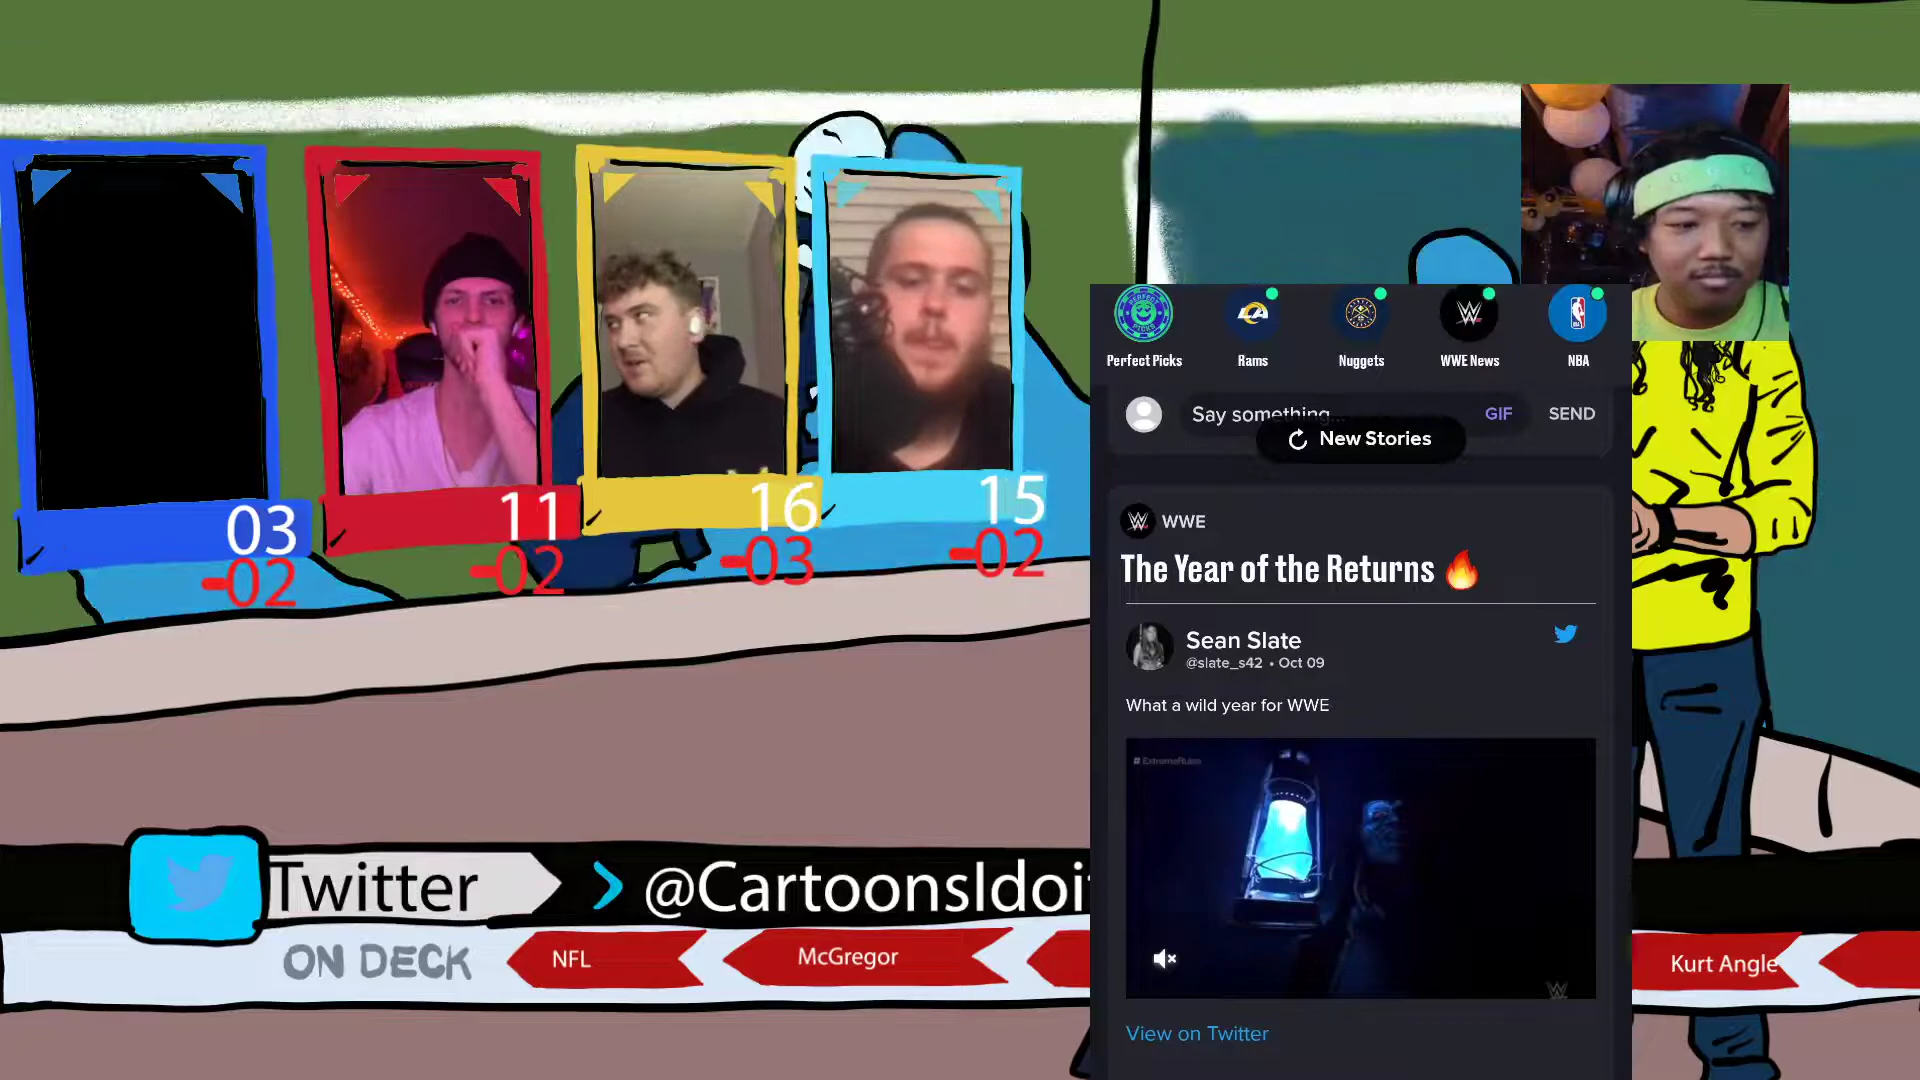 Perfect Picks
Rams
Nuggets
WWE News
NBA
Say something...
GIF
SEND
New Stories
WWE
The Year of the Returns 🔥
Sean Slate
@slate_s42 • Oct 09
What a wild year for WWE
#ExtremeRules
View on Twitter
03
-02
11
-02
16
-03
15
-02
Twitter
@CartoonsIdoi
ON DECK
NFL
McGregor
Kurt Angle